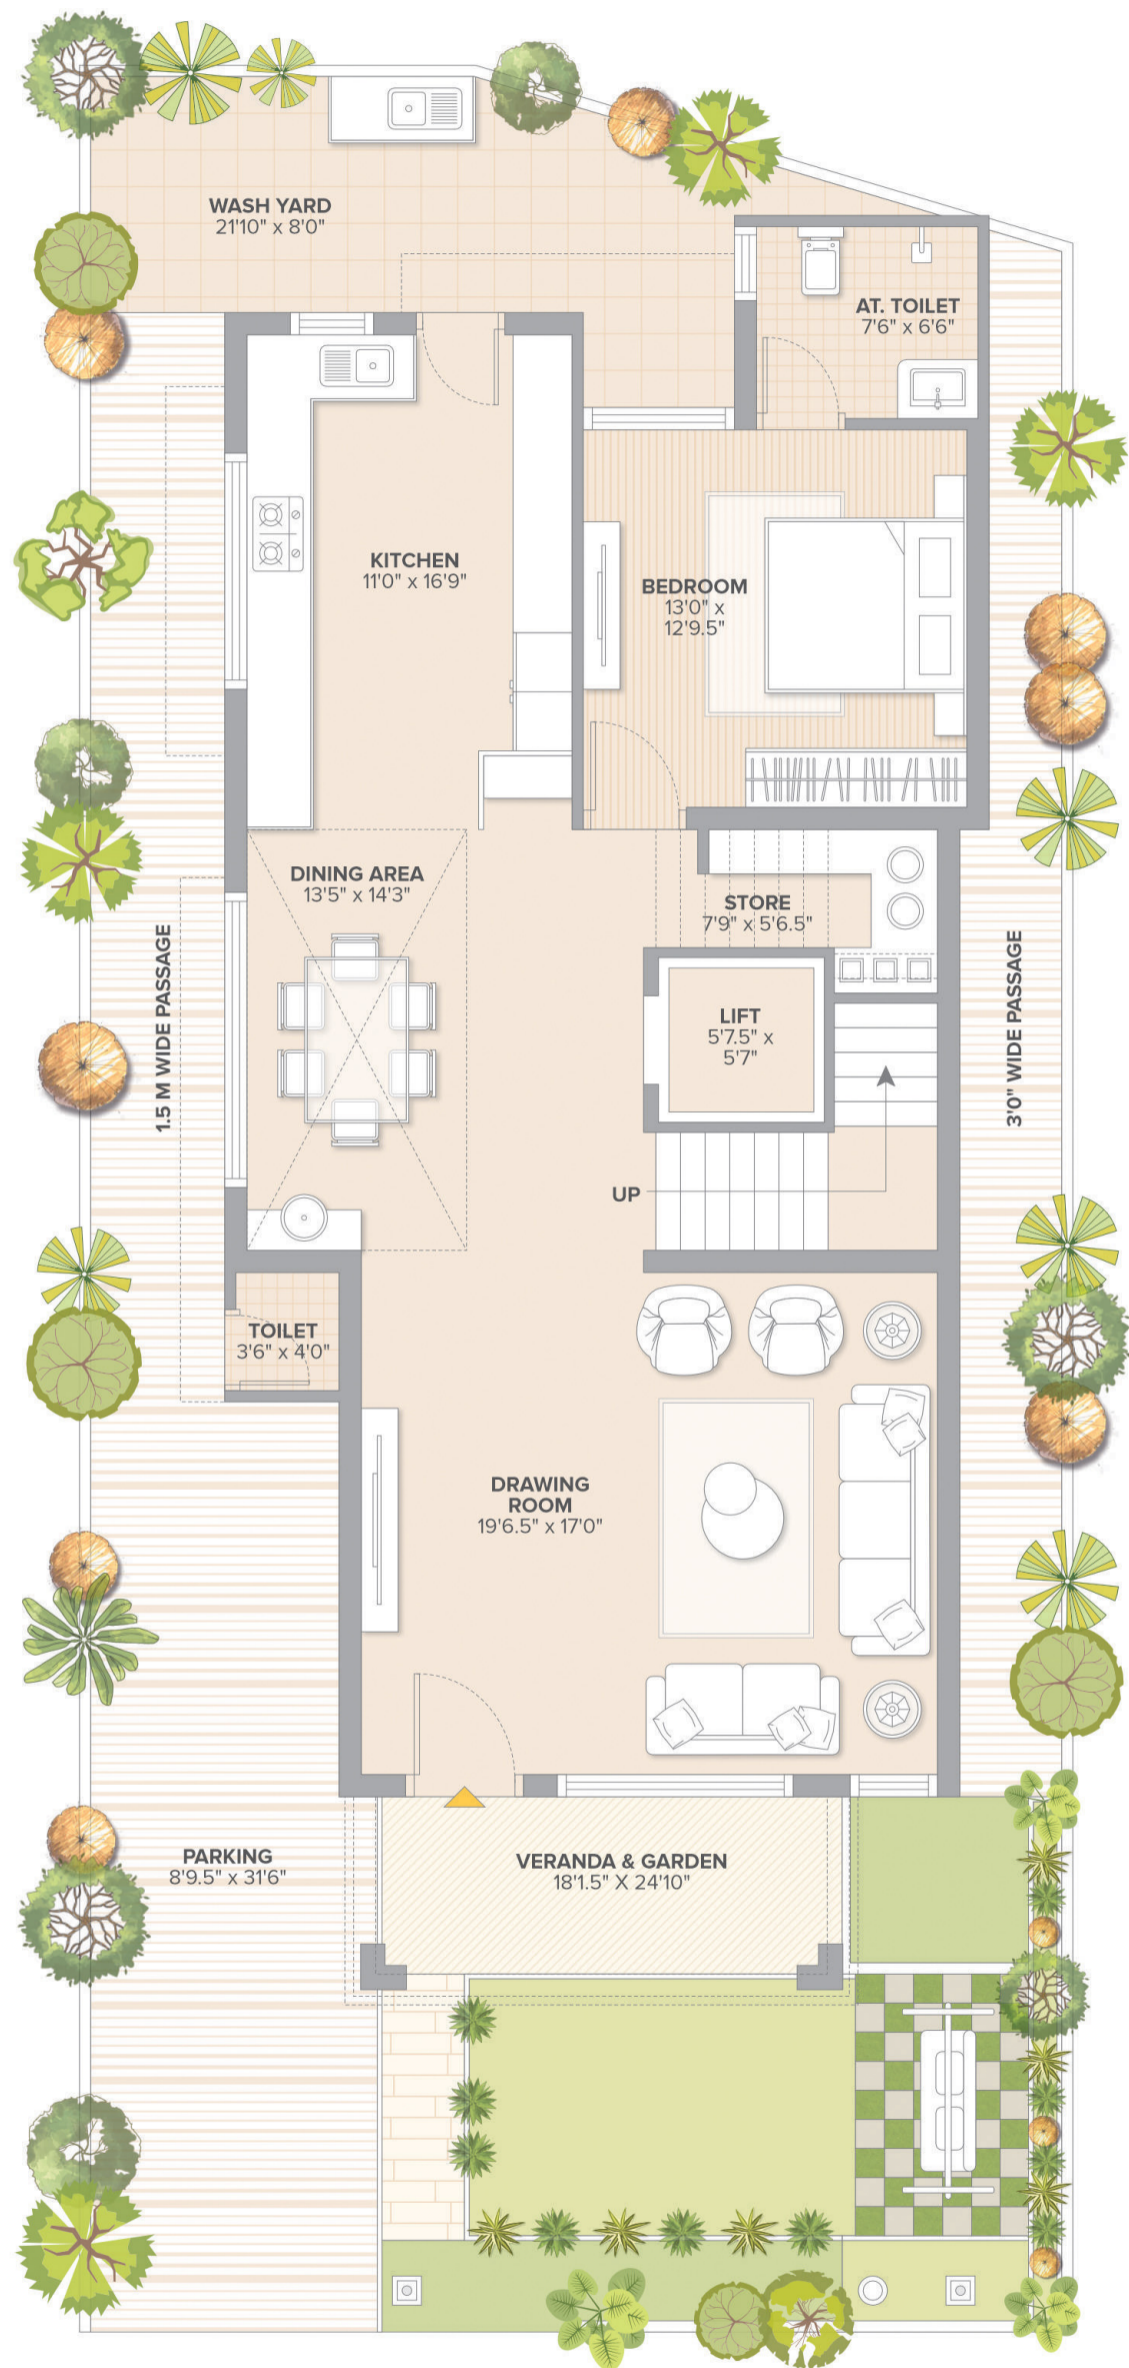 WASH YARD
21'10" x 8'0"
AT. TOILET
7'6" x 6'6"
KITCHEN
11'0" x 16'9"
BEDROOM
13'0" x
12'9.5"
DINING AREA
13'5" x 14'3"
STORE
7'9" x 5'6.5"
1.5 M WIDE PASSAGE
LIFT
5'7.5" x
5'7"
3'0" WIDE PASSAGE
UP
TOILET
3'6" x 4'0"
DRAWING
ROOM
19'6.5" x 17'0"
PARKING
8'9.5" x 31'6"
VERANDA & GARDEN
18'1.5" X 24'10"